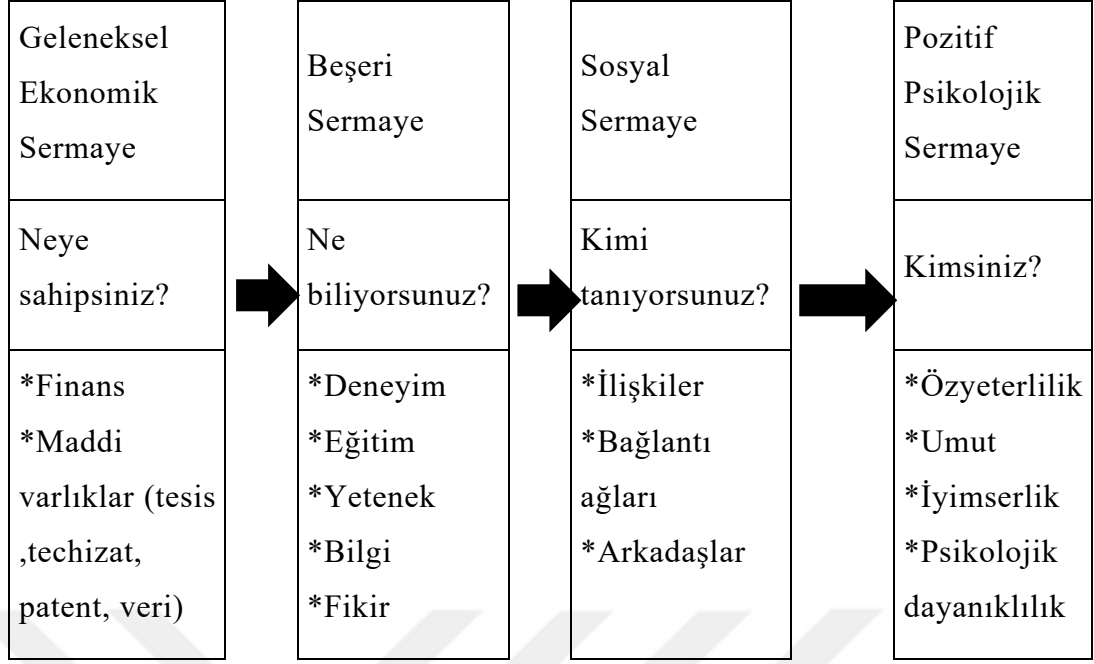 Geleneksel
Ekonomik
Sermaye
Neye
sahipsiniz?
*Finans
*Maddi
varlıklar (tesis
,techizat,
patent, veri)
Beşeri
Sermaye
Ne
biliyorsunuz?
*Deneyim
*Eğitim
*Yetenek
*Bilgi
*Fikir
Sosyal
Sermaye
Kimi
tanıyorsunuz?
*İlişkiler
*Bağlantı
ağları
*Arkadaşlar
Pozitif
Psikolojik
Sermaye
Kimsiniz?
*Özyeterlilik
*Umut
*İyimserlik
*Psikolojik
dayanıklılık